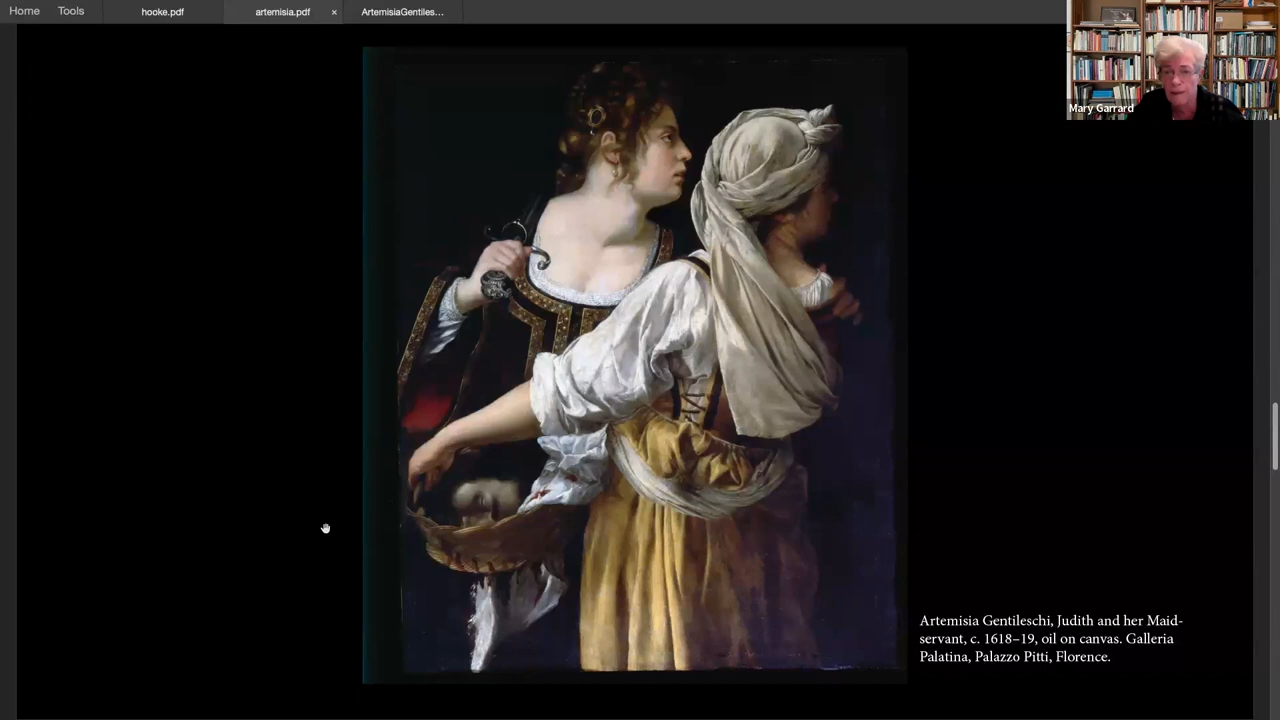 Home Tools hooke.pdf artemisia.pdf × ArtemisiaGentiles...
Mary Garrard
Artemisia Gentileschi, Judith and her Maid-
servant, c. 1618–19, oil on canvas. Galleria
Palatina, Palazzo Pitti, Florence.